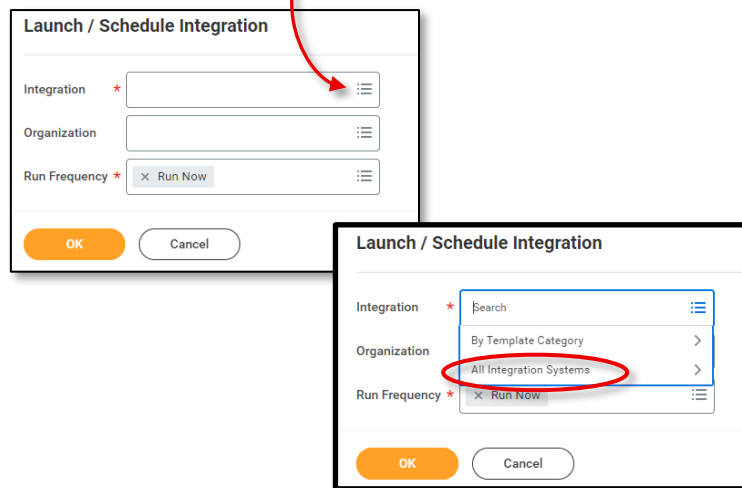 Launch / Schedule Integration
Integration *
Organization
Run Frequency * × Run Now
OK Cancel
Launch / Schedule Integration
Integration * Search
By Template Category
Organization
All Integration Systems
Run Frequency * × Run Now
OK Cancel